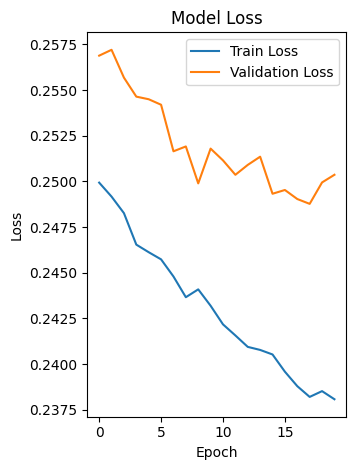 Model Loss
Train Loss
Validation Loss
0.2575
0.2550
0.2525
0.2500
0.2475
0.2450
0.2425
0.2400
0.2375
Loss
0 5 10 15
Epoch